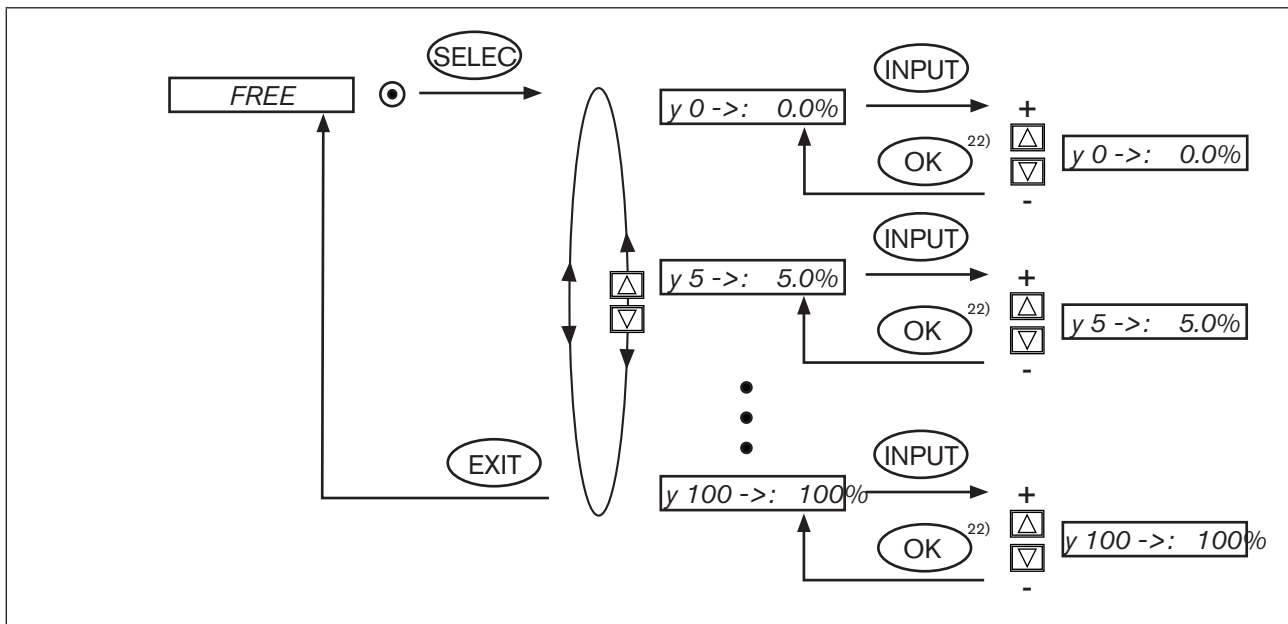 SELEC
FREE
INPUT
y 0 ->: 0.0%
+
OK 22)
y 0 ->: 0.0%
-
INPUT
y 5 ->: 5.0%
+
OK 22)
y 5 ->: 5.0%
-
EXIT
INPUT
y 100 ->: 100%
+
OK 22)
y 100 ->: 100%
-